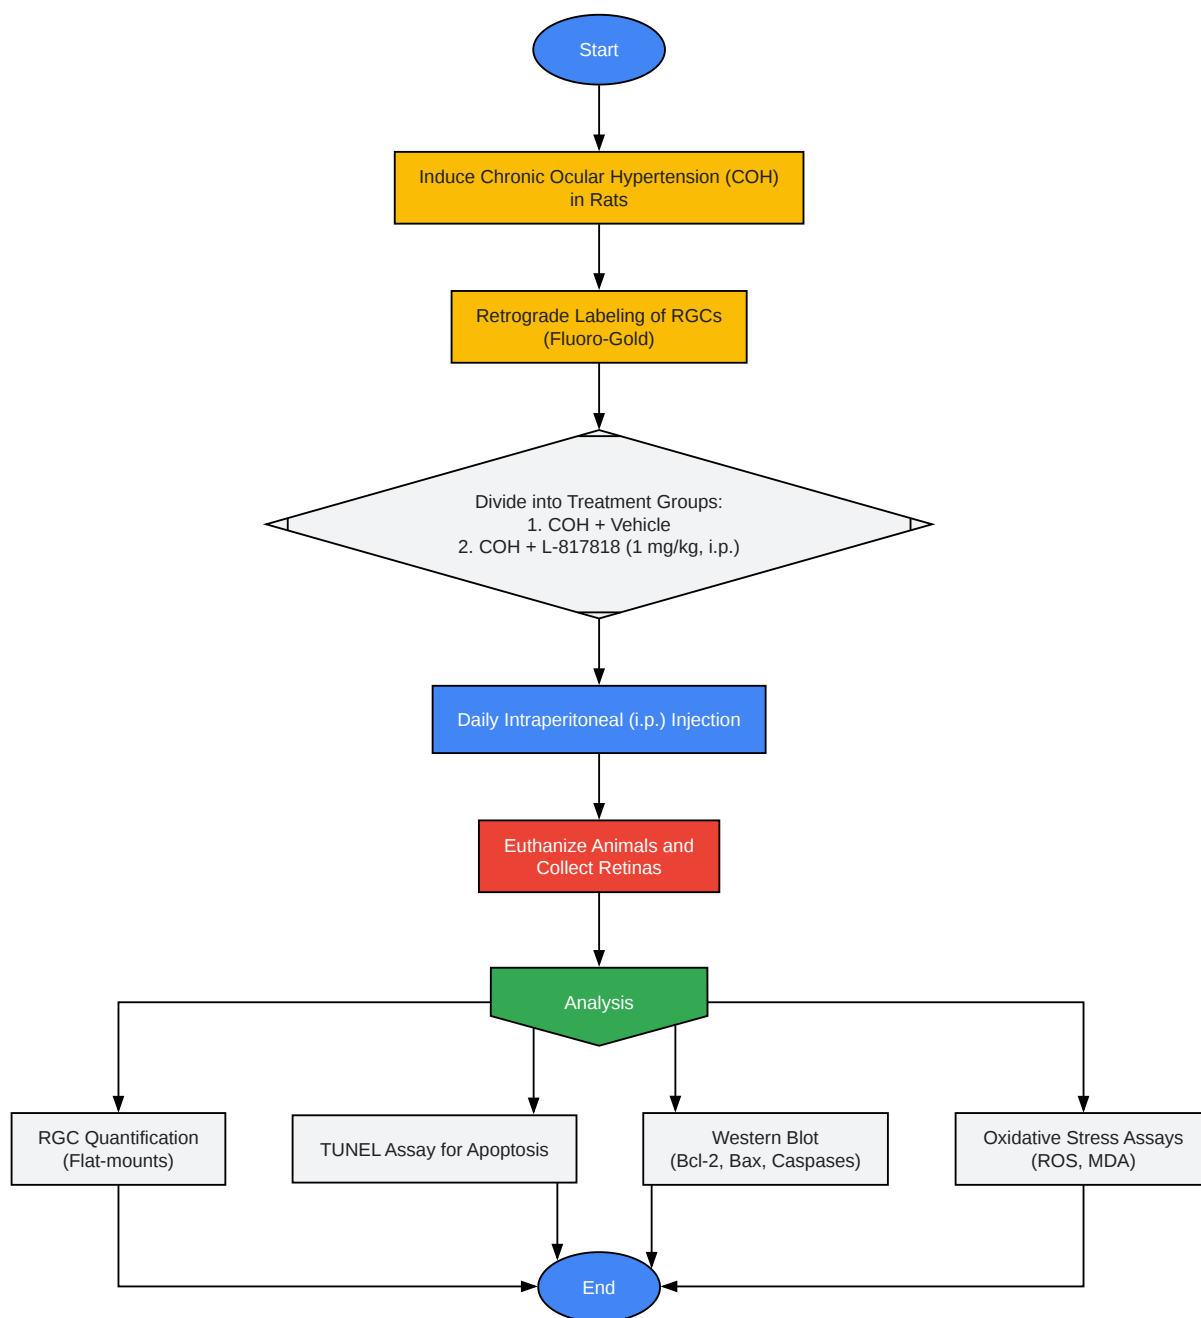 Start
Induce Chronic Ocular Hypertension (COH)
in Rats
Retrograde Labeling of RGCs
(Fluoro-Gold)
Divide into Treatment Groups:
1. COH + Vehicle
2. COH + L-817818 (1 mg/kg, i.p.)
Daily Intraperitoneal (i.p.) Injection
Euthanize Animals and
Collect Retinas
Analysis
RGC Quantification
(Flat-mounts)
TUNEL Assay for Apoptosis
Western Blot
(Bcl-2, Bax, Caspases)
Oxidative Stress Assays
(ROS, MDA)
End